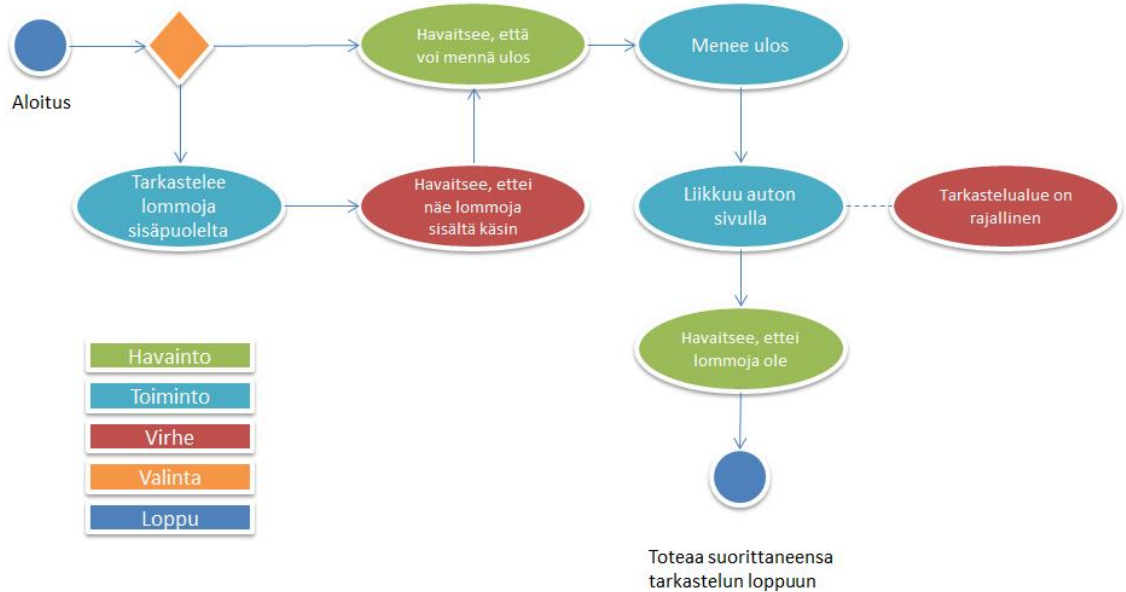 Aloitus
Havaitsee, että
voi mennä ulos
Menee ulos
Tarkastelee
lommoja
sisäpuolelta
Havaitsee, ettei
näe lommoja
sisältä käsin
Liikkuu auton
sivulla
Tarkastelualue on
rajallinen
Havaitsee, ettei
lommoja ole
Havainto
Toiminto
Virhe
Valinta
Loppu
Toteaa suorittaneensa
tarkastelun loppuun